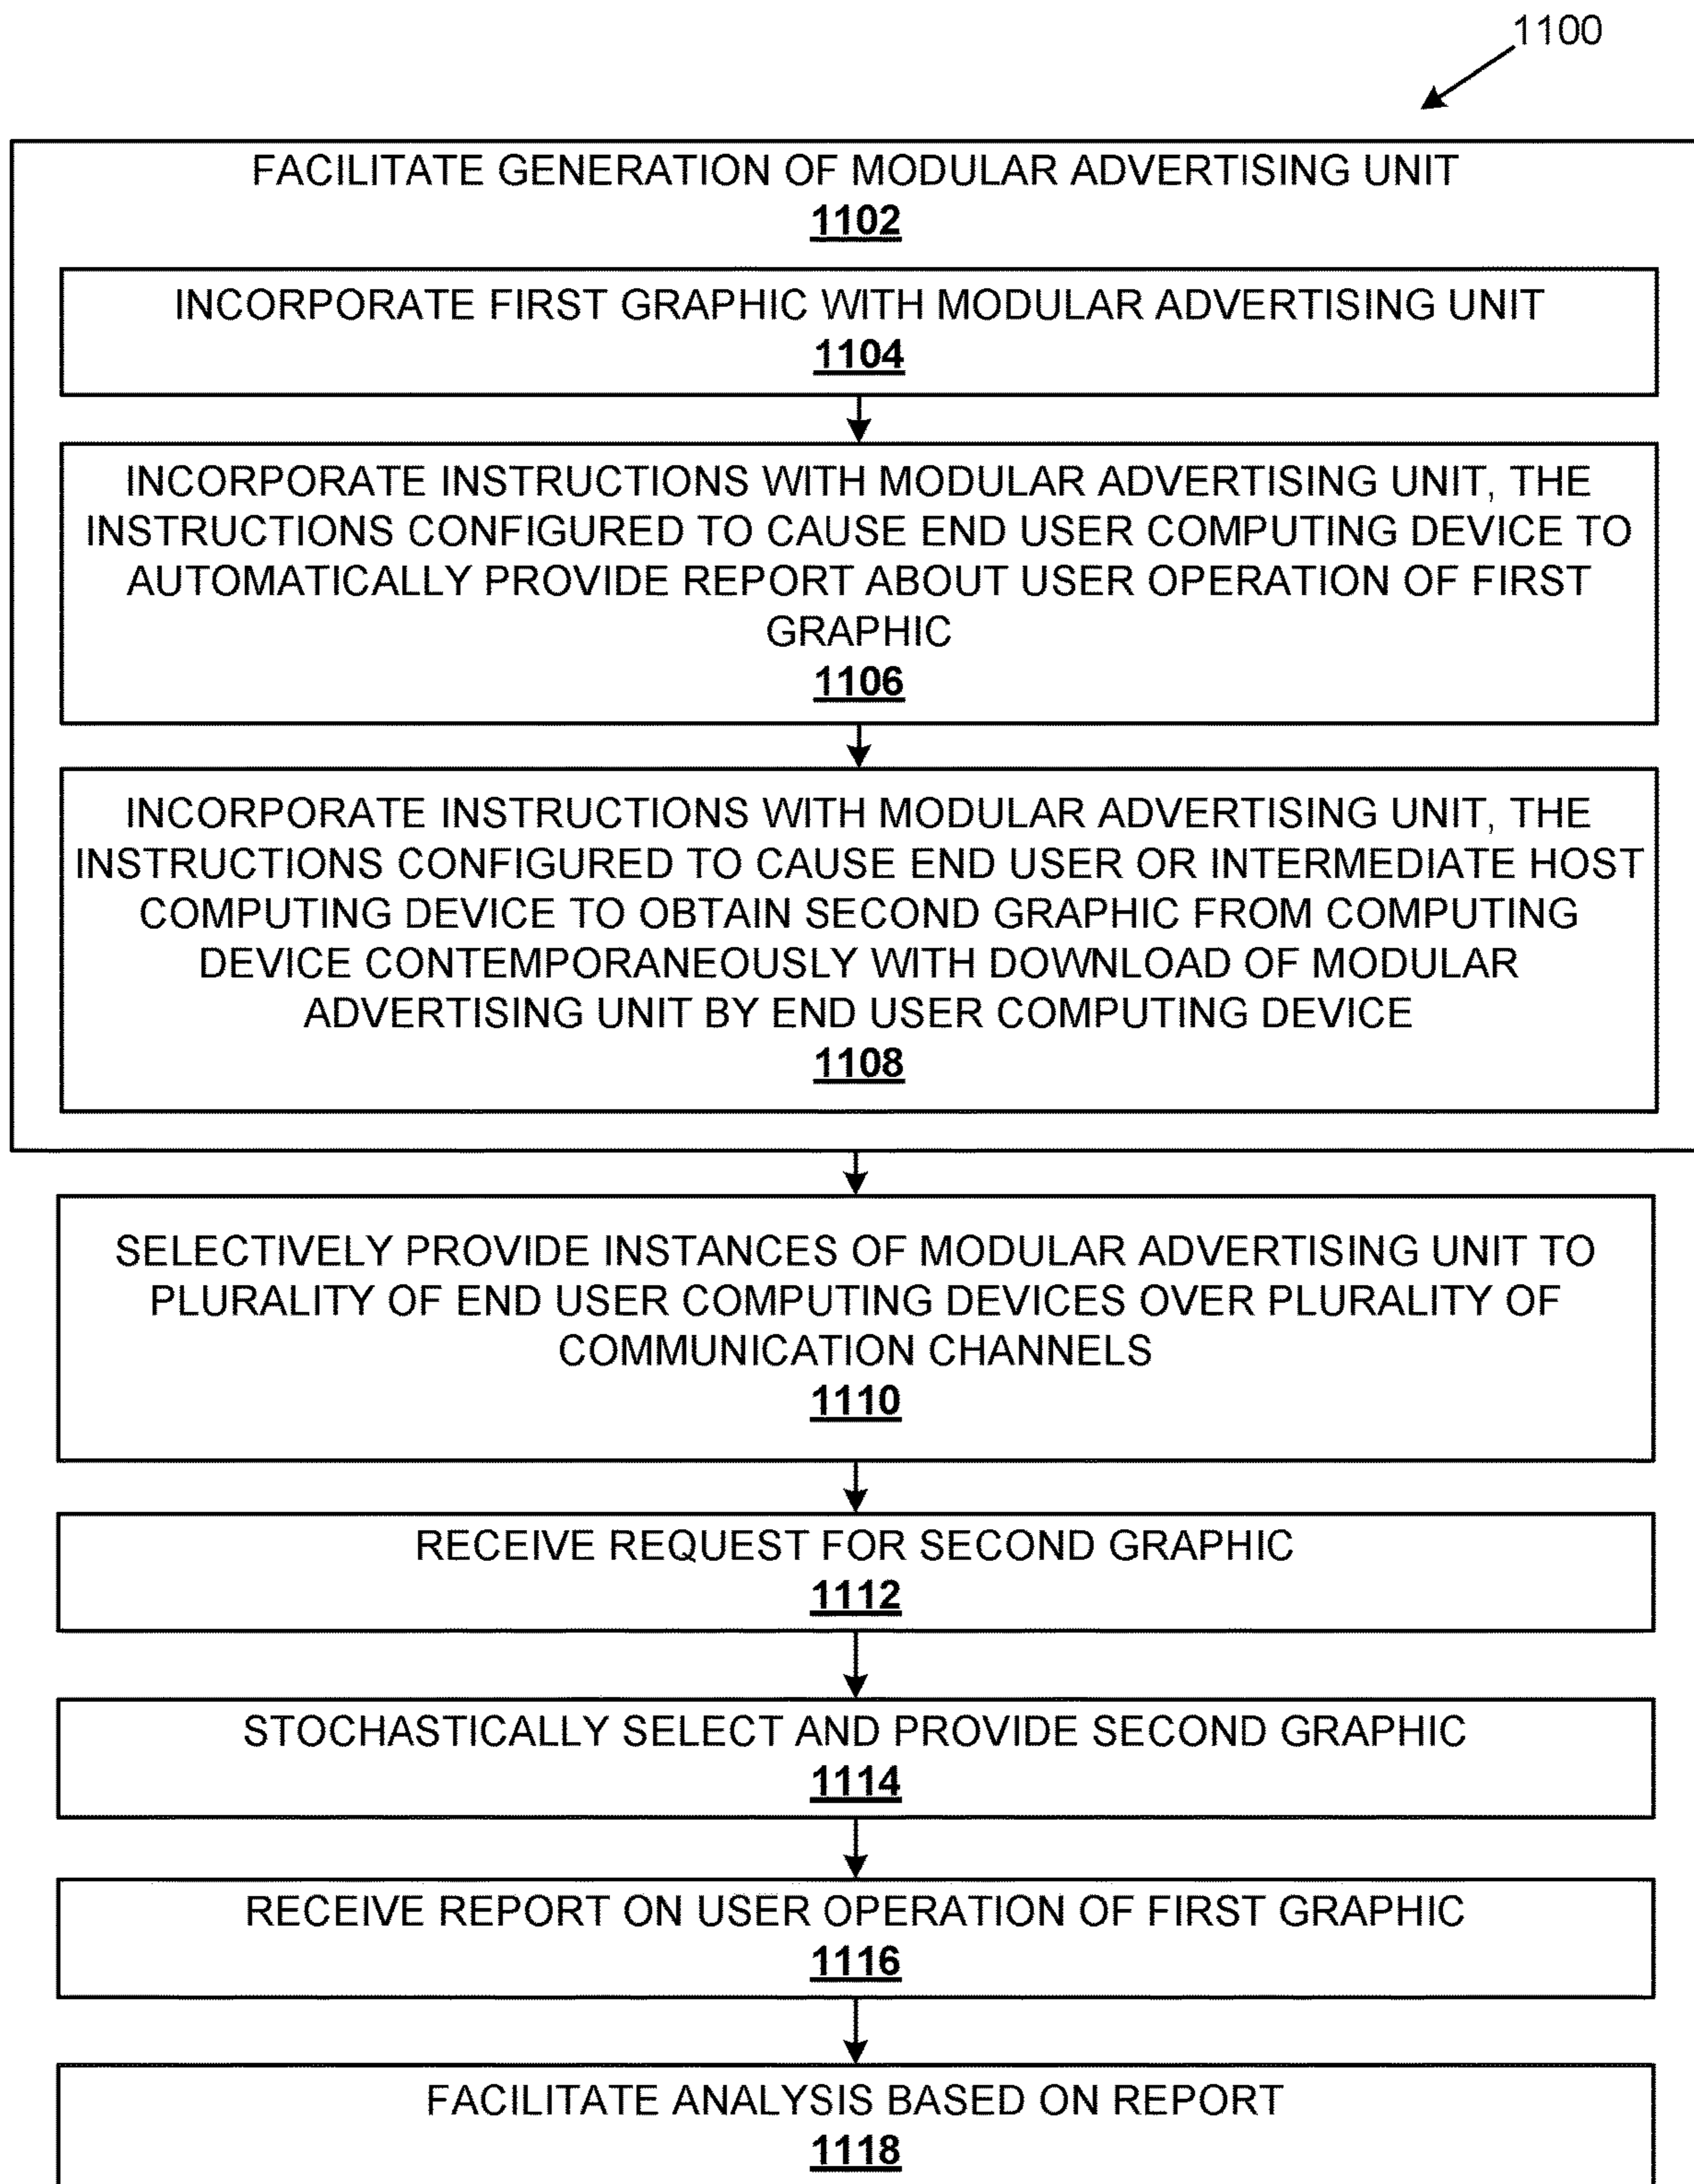 1100
FACILITATE GENERATION OF MODULAR ADVERTISING UNIT
1102
INCORPORATE FIRST GRAPHIC WITH MODULAR ADVERTISING UNIT
1104
INCORPORATE INSTRUCTIONS WITH MODULAR ADVERTISING UNIT, THE
INSTRUCTIONS CONFIGURED TO CAUSE END USER COMPUTING DEVICE TO
AUTOMATICALLY PROVIDE REPORT ABOUT USER OPERATION OF FIRST
GRAPHIC
1106
INCORPORATE INSTRUCTIONS WITH MODULAR ADVERTISING UNIT, THE
INSTRUCTIONS CONFIGURED TO CAUSE END USER OR INTERMEDIATE HOST
COMPUTING DEVICE TO OBTAIN SECOND GRAPHIC FROM COMPUTING
DEVICE CONTEMPORANEOUSLY WITH DOWNLOAD OF MODULAR
ADVERTISING UNIT BY END USER COMPUTING DEVICE
1108
SELECTIVELY PROVIDE INSTANCES OF MODULAR ADVERTISING UNIT TO
PLURALITY OF END USER COMPUTING DEVICES OVER PLURALITY OF
COMMUNICATION CHANNELS
1110
RECEIVE REQUEST FOR SECOND GRAPHIC
1112
STOCHASTICALLY SELECT AND PROVIDE SECOND GRAPHIC
1114
RECEIVE REPORT ON USER OPERATION OF FIRST GRAPHIC
1116
FACILITATE ANALYSIS BASED ON REPORT
1118